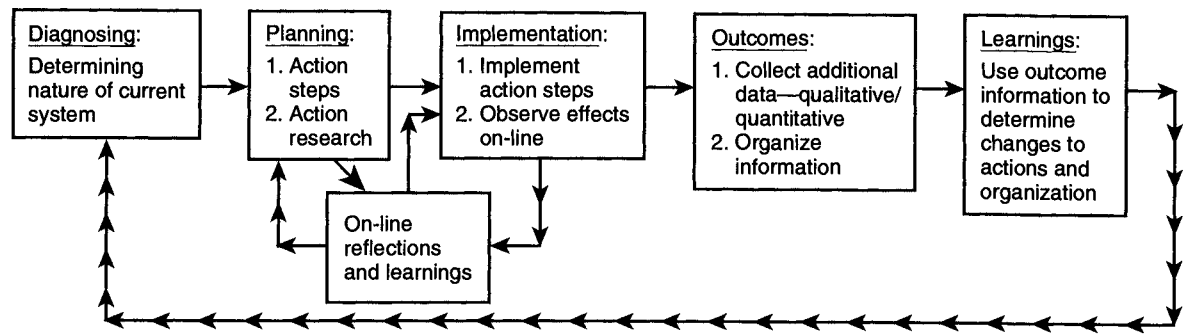 Diagnosing:
Determining
nature of current
system
Planning:
1. Action
steps
2. Action
research
Implementation:
1. Implement
action steps
2. Observe effects
on-line
Outcomes:
1. Collect additional
data—qualitative/
quantitative
2. Organize
information
Learnings:
Use outcome
information to
determine
changes to
actions and
organization
On-line
reflections
and learnings